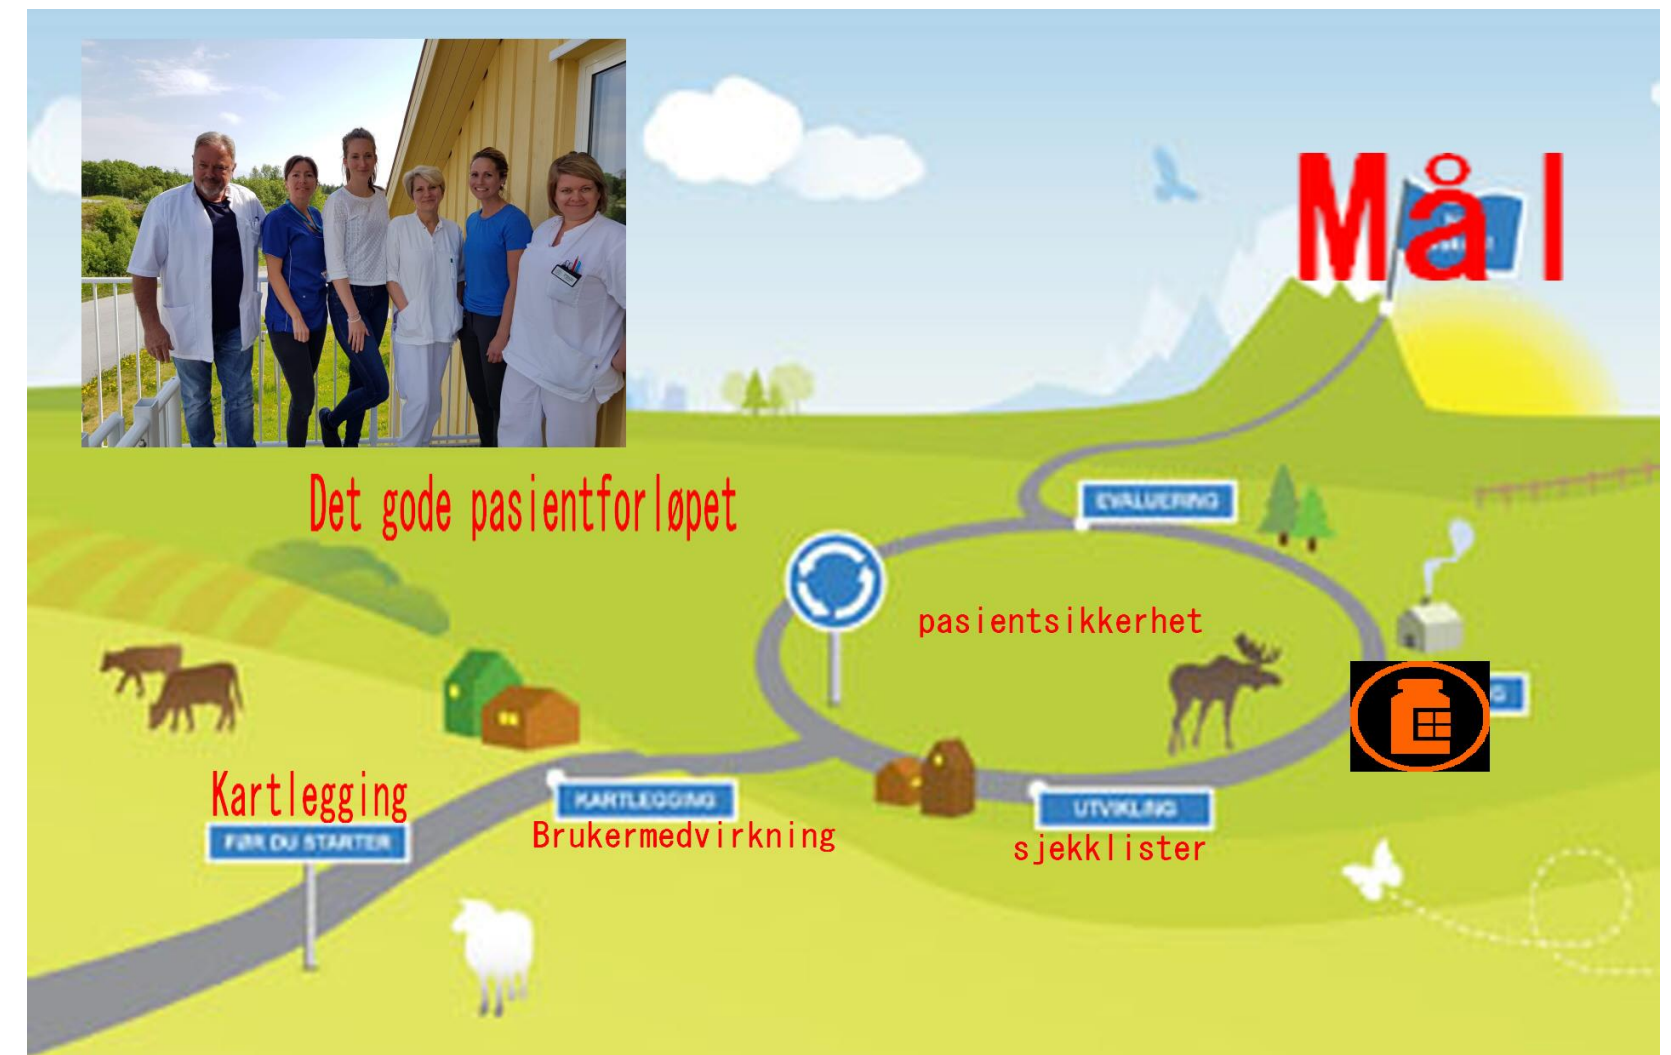 Mål
Det gode pasientforløpet
EVALUERING
pasientsikkerhet
Kartlegging
FØR DU STARTER
KARTLEGGING
Brukermedvirkning
UTVIKLING
sjekklister